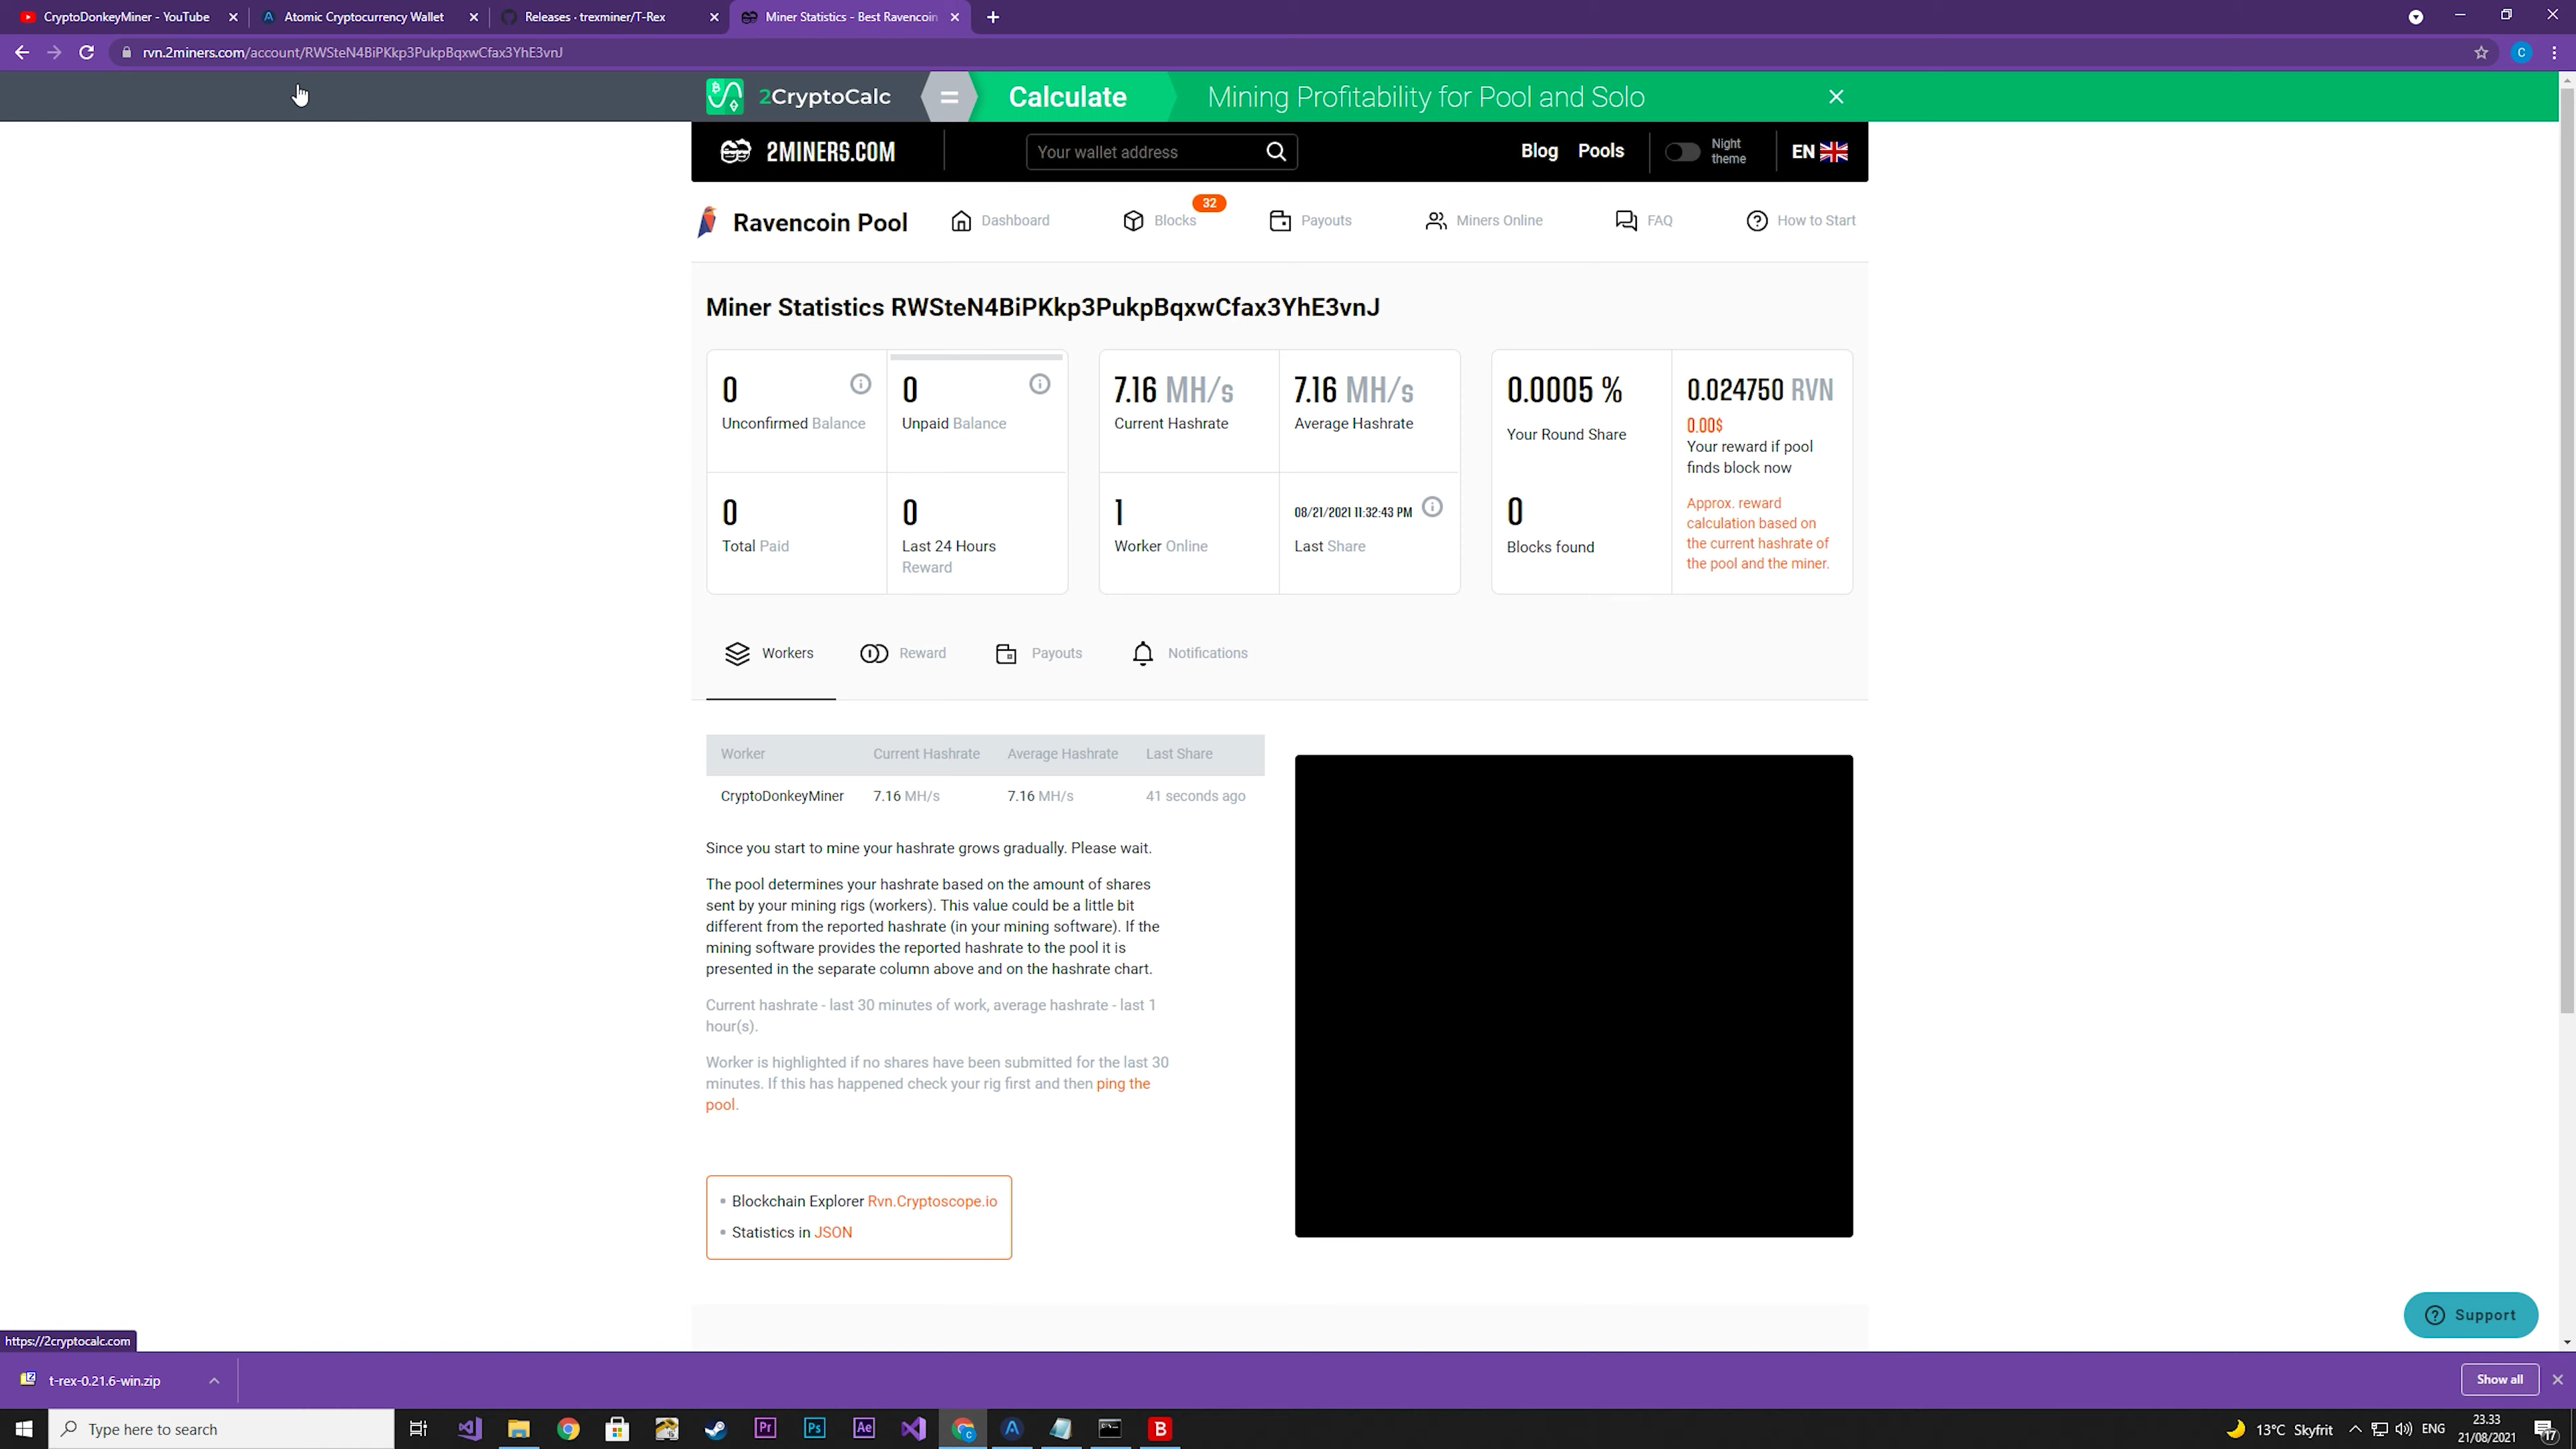 CryptoDonkeyMiner - YouTube
Atomic Cryptocurrency Wallet
Releases · trexminer/T-Rex
Miner Statistics - Best Ravencoin
rvn.2miners.com/account/RWSteN4BiPKkp3PukpBqxwCfax3YhE3vnJ
C
2CryptoCalc
=
Calculate
Mining Profitability for Pool and Solo
2MINERS.COM
Your wallet address
Blog
Pools
Night
theme
EN
Ravencoin Pool
Dashboard
Blocks
32
Payouts
Miners Online
FAQ
How to Start
Miner Statistics RWSteN4BiPKkp3PukpBqxwCfax3YhE3vnJ
0
Unconfirmed Balance
0
Unpaid Balance
0
Total Paid
0
Last 24 Hours
Reward
7.16 MH/s
Current Hashrate
7.16 MH/s
Average Hashrate
1
Worker Online
08/21/2021 11:32:43 PM
Last Share
0.0005 %
Your Round Share
0
Blocks found
0.024750 RVN
0.00$
Your reward if pool
finds block now
Approx. reward
calculation based on
the current hashrate of
the pool and the miner.
Workers
Reward
Payouts
Notifications
Worker Current Hashrate Average Hashrate Last Share
CryptoDonkeyMiner 7.16 MH/s 7.16 MH/s 41 seconds ago
Since you start to mine your hashrate grows gradually. Please wait.
The pool determines your hashrate based on the amount of shares
sent by your mining rigs (workers). This value could be a little bit
different from the reported hashrate (in your mining software). If the
mining software provides the reported hashrate to the pool it is
presented in the separate column above and on the hashrate chart.
Current hashrate - last 30 minutes of work, average hashrate - last 1
hour(s).
Worker is highlighted if no shares have been submitted for the last 30
minutes. If this has happened check your rig first and then ping the
pool.
Blockchain Explorer Rvn.Cryptoscope.io
Statistics in JSON
Support
https://2cryptocalc.com
t-rex-0.21.6-win.zip
Show all
Type here to search
Pr
Ps
Ae
C
A
B
13°C Skyfrit
ENG
23.33
21/08/2021
17